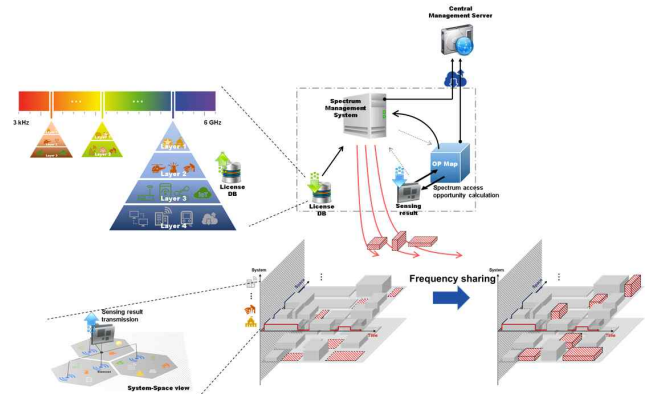 Central
Management Server
Spectrum
Management
System
3 kHz
6 GHz
Layer 1
Layer 2
Layer 3
Layer 4
License
DB
License
DB
OP Map
Sensing
result
Spectrum access
opportunity calculation
System
Space
Time
Frequency sharing
System
Space
Time
Sensing result
transmission
System-Space view